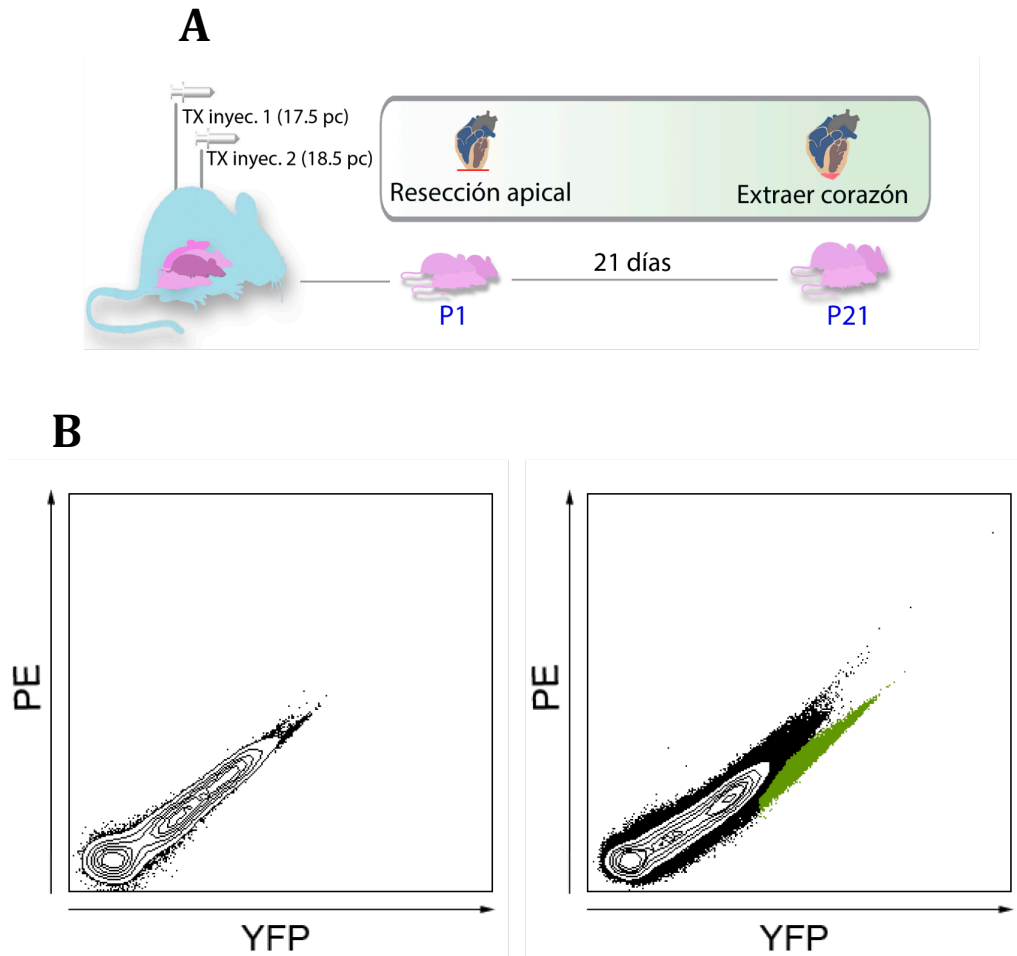 A
TX inyec. 1 (17.5 pc)
TX inyec. 2 (18.5 pc)
Resección apical
Extraer corazón
21 días
P1
P21
B
PE
YFP
PE
YFP